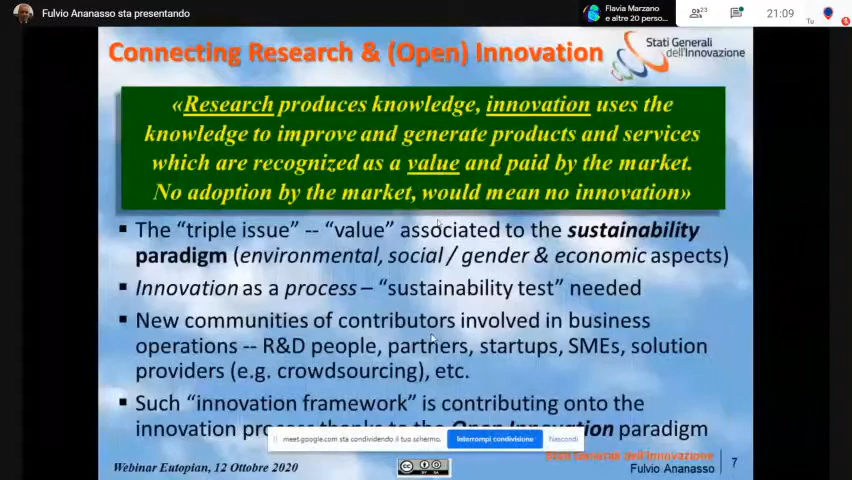 Fulvio Ananasso sta presentando
Flavia Marzano
e altre 20 perso...
23
21:09
Tu
Connecting Research & (Open) Innovation
Stati Generali
dell'Innovazione
«Research produces knowledge, innovation uses the
knowledge to improve and generate products and services
which are recognized as a value and paid by the market.
No adoption by the market, would mean no innovation»
▪ The “triple issue” -- “value” associated to the sustainability
paradigm (environmental, social / gender & economic aspects)
▪ Innovation as a process – “sustainability test” needed
▪ New communities of contributors involved in business
operations -- R&D people, partners, startups, SMEs, solution
providers (e.g. crowdsourcing), etc.
▪ Such “innovation framework” is contributing onto the
innovation process thanks to the Open Innovation paradigm
meet.google.com sta condividendo il tuo schermo.
Interrompi condivisione
Nascondi
Stati Generali dell'Innovazione
Webinar Eutopian, 12 Ottobre 2020
Fulvio Ananasso
7